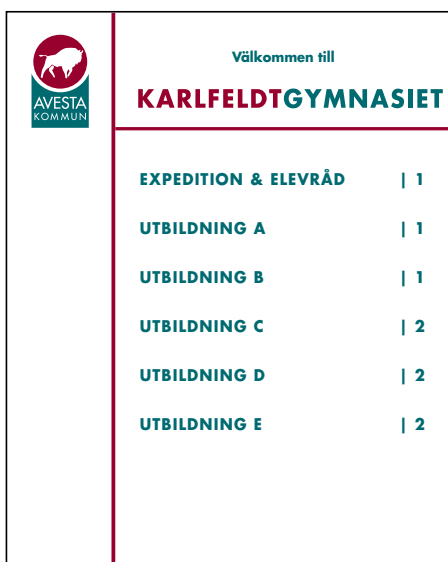 AVESTA
KOMMUN
Välkommen till
KARLFELDTGYMNASIET
EXPEDITION & ELEVRÅD | 1
UTBILDNING A | 1
UTBILDNING B | 1
UTBILDNING C | 2
UTBILDNING D | 2
UTBILDNING E | 2